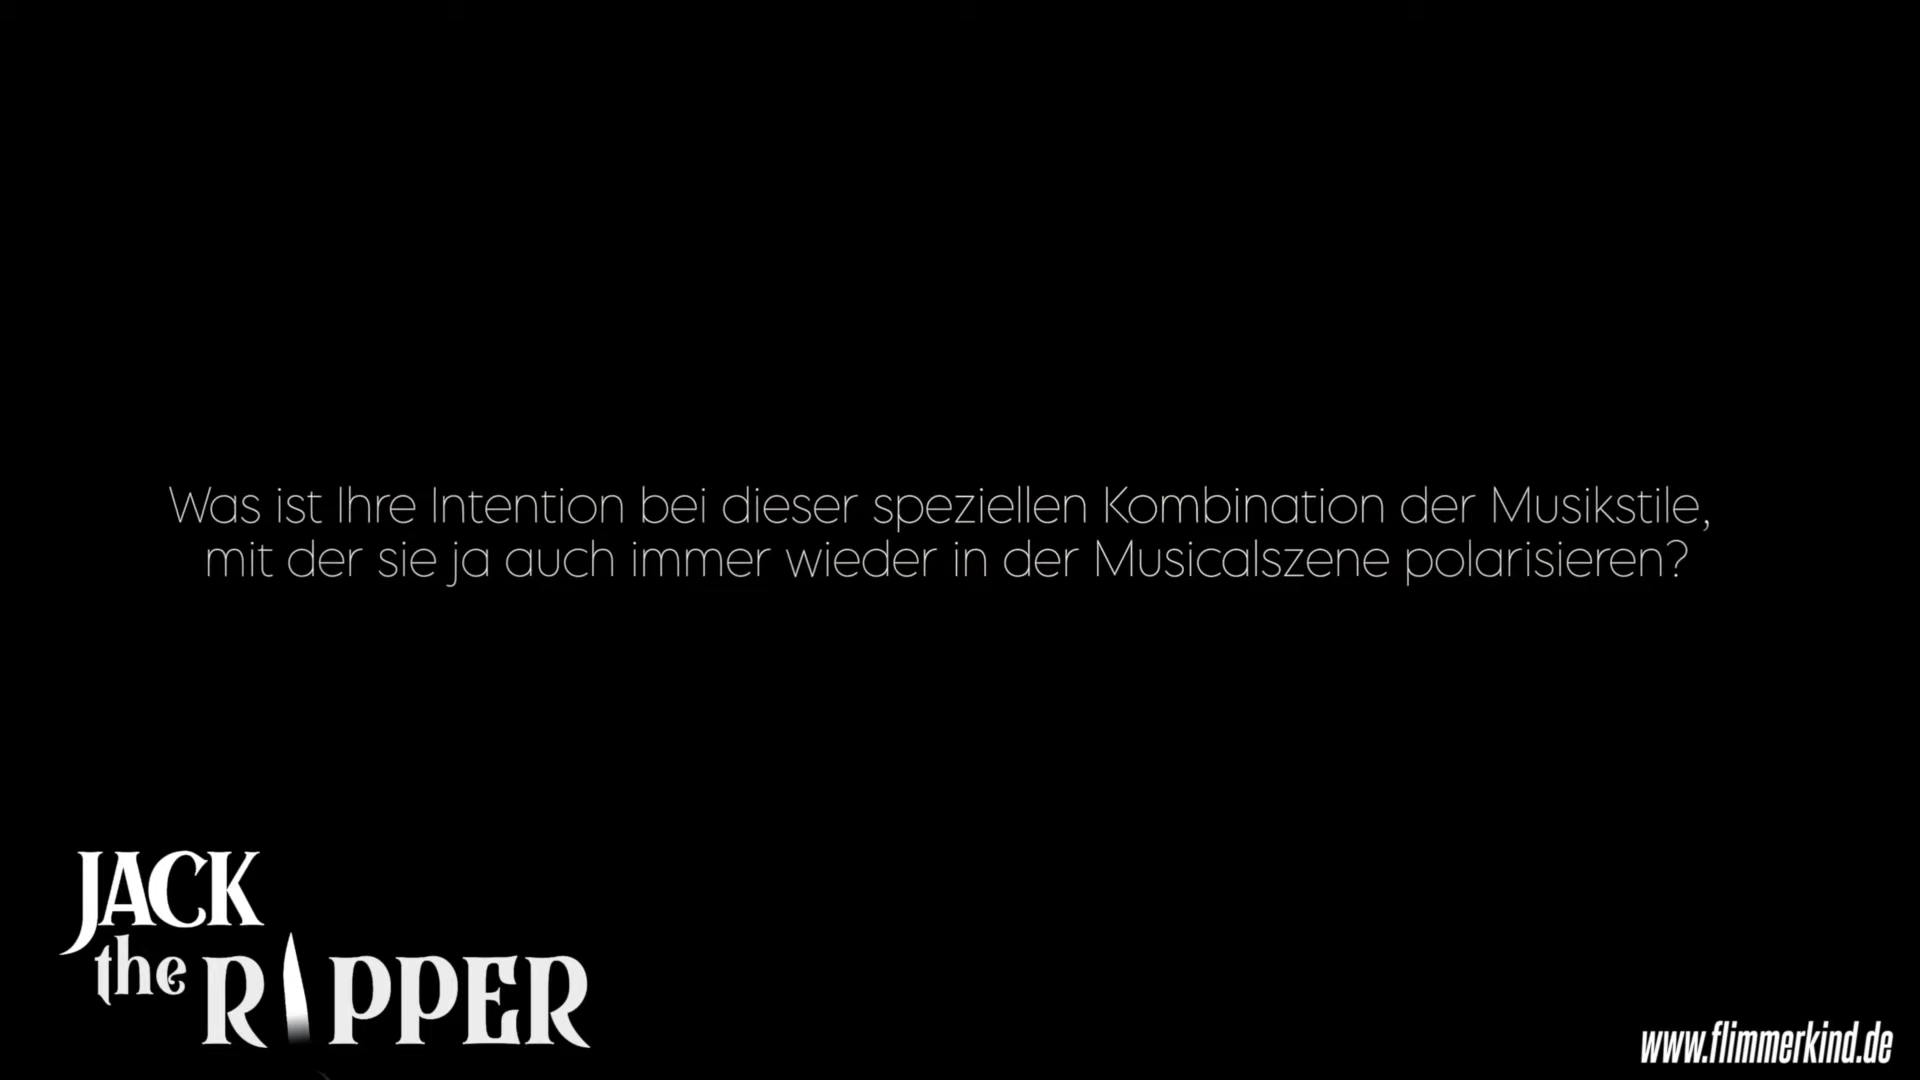 Was ist Ihre Intention bei dieser speziellen Kombination der Musikstile,
mit der sie ja auch immer wieder in der Musicalszene polarisieren?
JACK
the RIPPER
www.flimmerkind.de